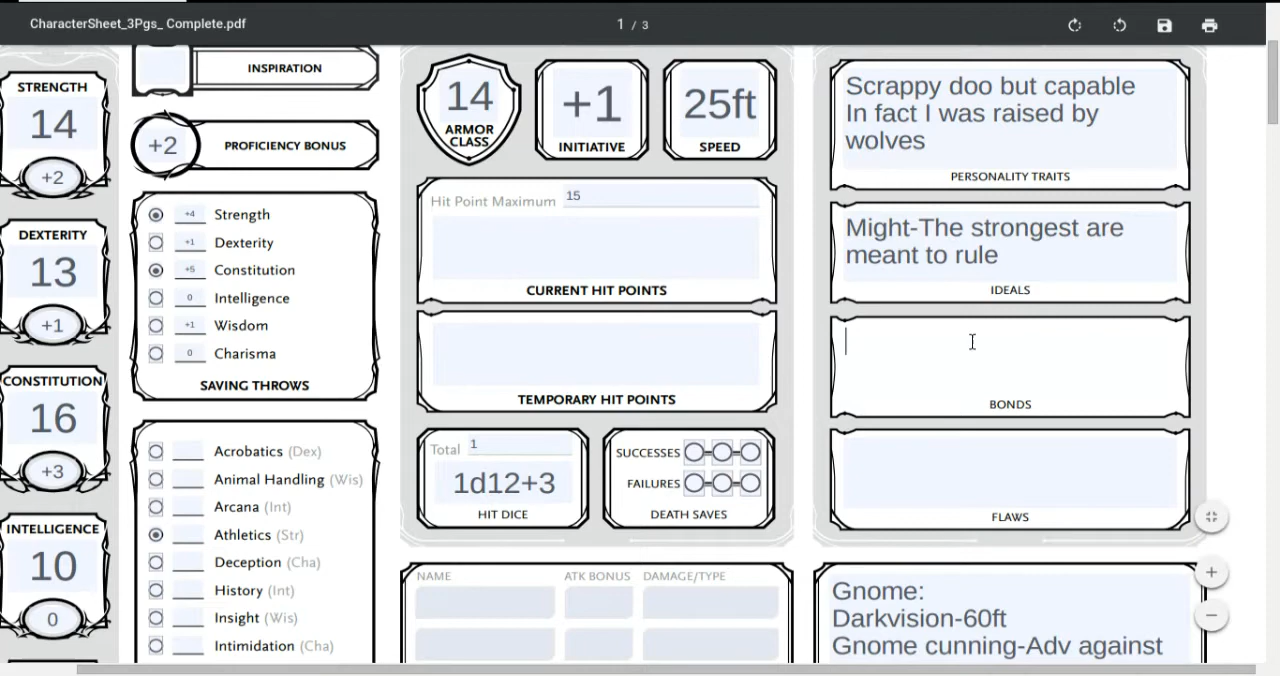 CharacterSheet_3Pgs_ Complete.pdf
1 / 3
STRENGTH
14
+2
DEXTERITY
13
+1
CONSTITUTION
16
+3
INTELLIGENCE
10
0
INSPIRATION
+2
PROFICIENCY BONUS
+4 Strength
+1 Dexterity
+5 Constitution
0 Intelligence
+1 Wisdom
0 Charisma
SAVING THROWS
Acrobatics (Dex)
Animal Handling (Wis)
Arcana (Int)
Athletics (Str)
Deception (Cha)
History (Int)
Insight (Wis)
Intimidation (Cha)
14
ARMOR
CLASS
+1
INITIATIVE
25ft
SPEED
Hit Point Maximum 15
CURRENT HIT POINTS
TEMPORARY HIT POINTS
Total 1
1d12+3
HIT DICE
SUCCESSES
FAILURES
DEATH SAVES
NAME ATK BONUS DAMAGE/TYPE
Scrappy doo but capable
In fact I was raised by
wolves
PERSONALITY TRAITS
Might-The strongest are
meant to rule
IDEALS
BONDS
FLAWS
Gnome:
Darkvision-60ft
Gnome cunning-Adv against